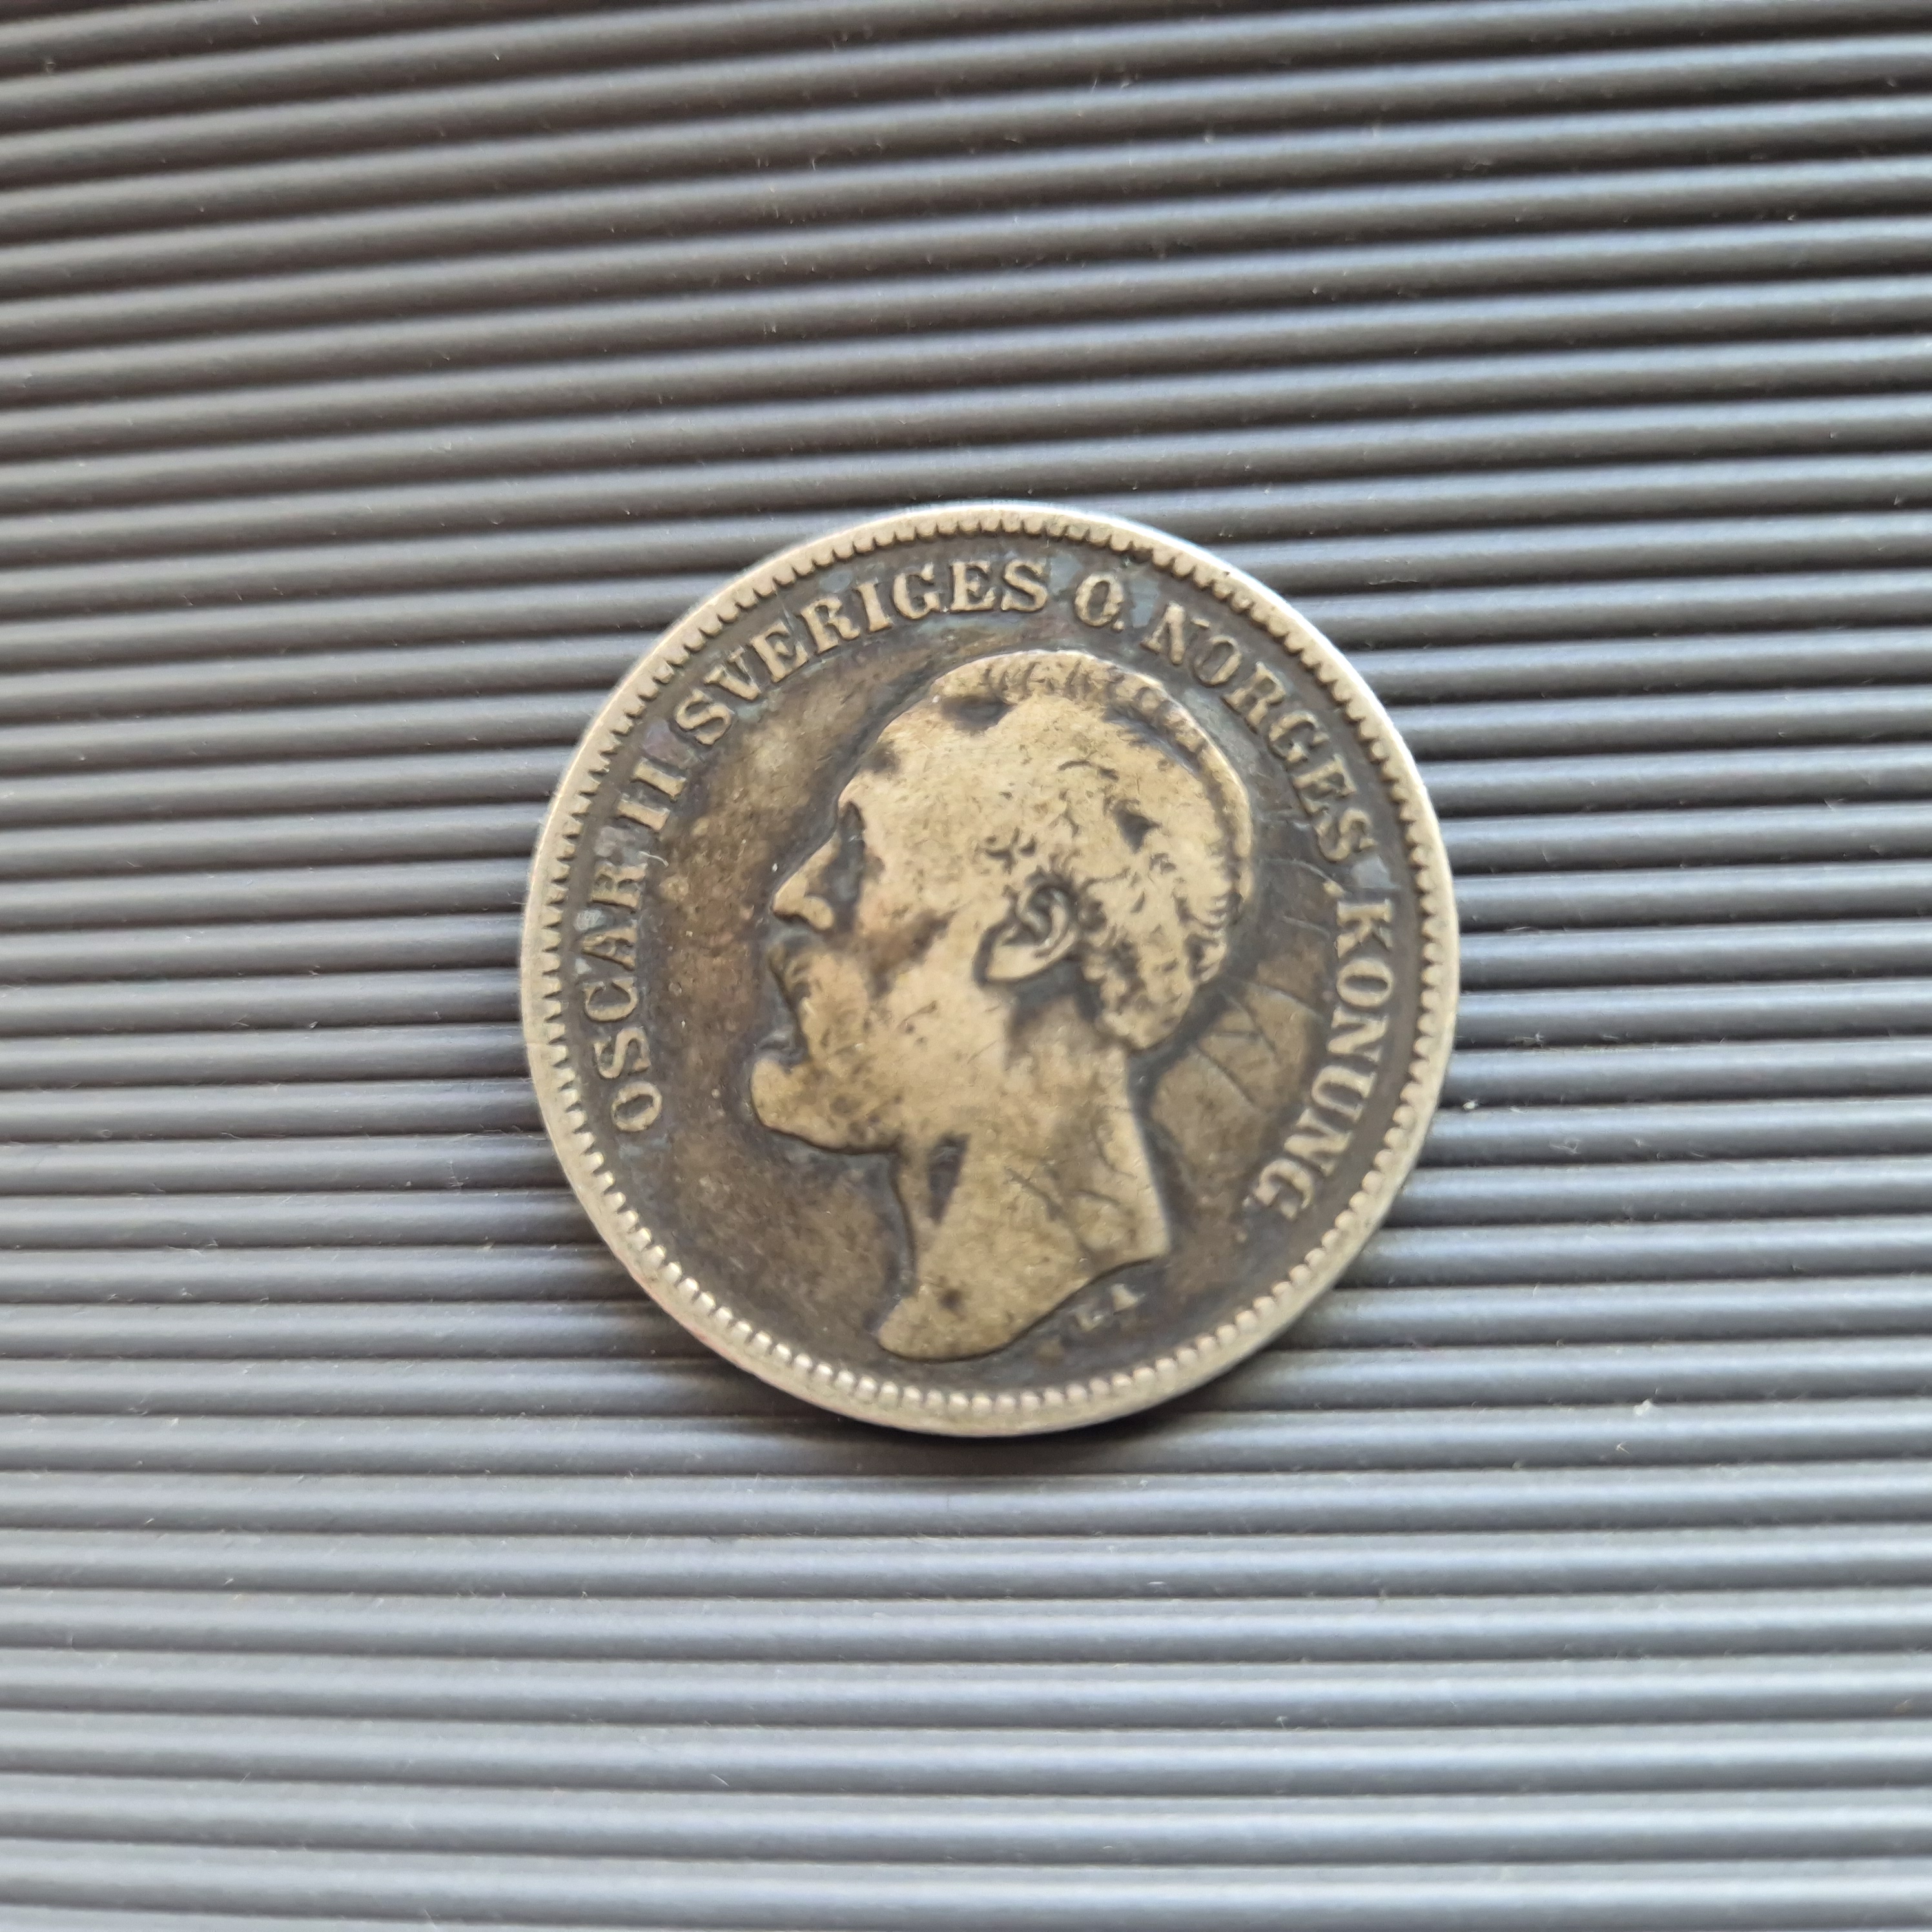 OSCAR II SVERIGES O. NORGES KONUNG.